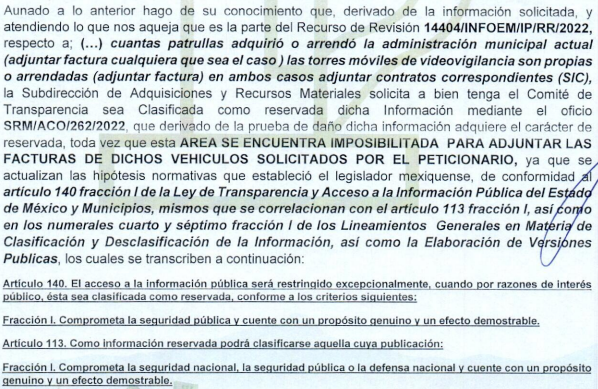 Aunado a lo anterior hago de su conocimiento que, derivado de la información solicitada, y
atendiendo lo que nos aqueja que es la parte del Recurso de Revisión 14404/INFOEM/IP/RR/2022,
respecto a; (...) cuantas patrullas adquirió o arrendó la administración municipal actual
(adjuntar factura cualquiera que sea el caso ) las torres móviles de videovigilancia son propias
o arrendadas (adjuntar factura) en ambos casos adjuntar contratos correspondientes (SIC),
la Subdirección de Adquisiciones y Recursos Materiales solicita a bien tenga el Comité de
Transparencia sea Clasificada como reservada dicha Información mediante el oficio
SRM/ACO/262/2022, que derivado de la prueba de daño dicha información adquiere el carácter de
reservada, toda vez que esta AREA SE ENCUENTRA IMPOSIBILITADA PARA ADJUNTAR LAS
FACTURAS DE DICHOS VEHICULOS SOLICITADOS POR EL PETICIONARIO, ya que se
actualizan las hipótesis normativas que estableció el legislador mexiquense, de conformidad al
artículo 140 fracción I de la Ley de Transparencia y Acceso a la Información Pública del Estado
de México y Municipios, mismos que se correlacionan con el artículo 113 fracción I, así como
en los numerales cuarto y séptimo fracción I de los Lineamientos Generales en Materia de
Clasificación y Desclasificación de la Información, así como la Elaboración de Versiones
Publicas, los cuales se transcriben a continuación:
Artículo 140. El acceso a la información pública será restringido excepcionalmente, cuando por razones de interés
público, ésta sea clasificada como reservada, conforme a los criterios siguientes:
Fracción I. Comprometa la seguridad pública y cuente con un propósito genuino y un efecto demostrable.
Artículo 113. Como información reservada podrá clasificarse aquella cuya publicación:
Fracción I. Comprometa la seguridad nacional, la seguridad pública o la defensa nacional y cuente con un propósito
genuino y un efecto demostrable.